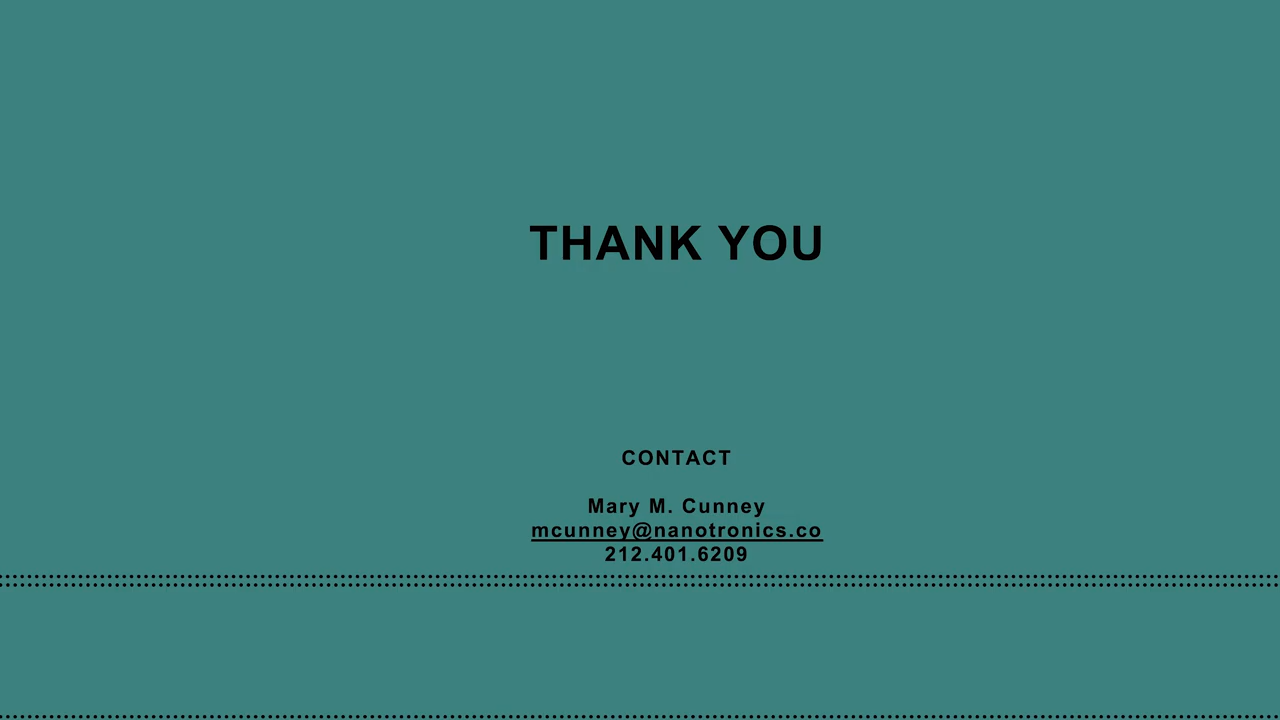 THANK YOU
CONTACT
Mary M. Cunney
mcunney@nanotronics.co
212.401.6209